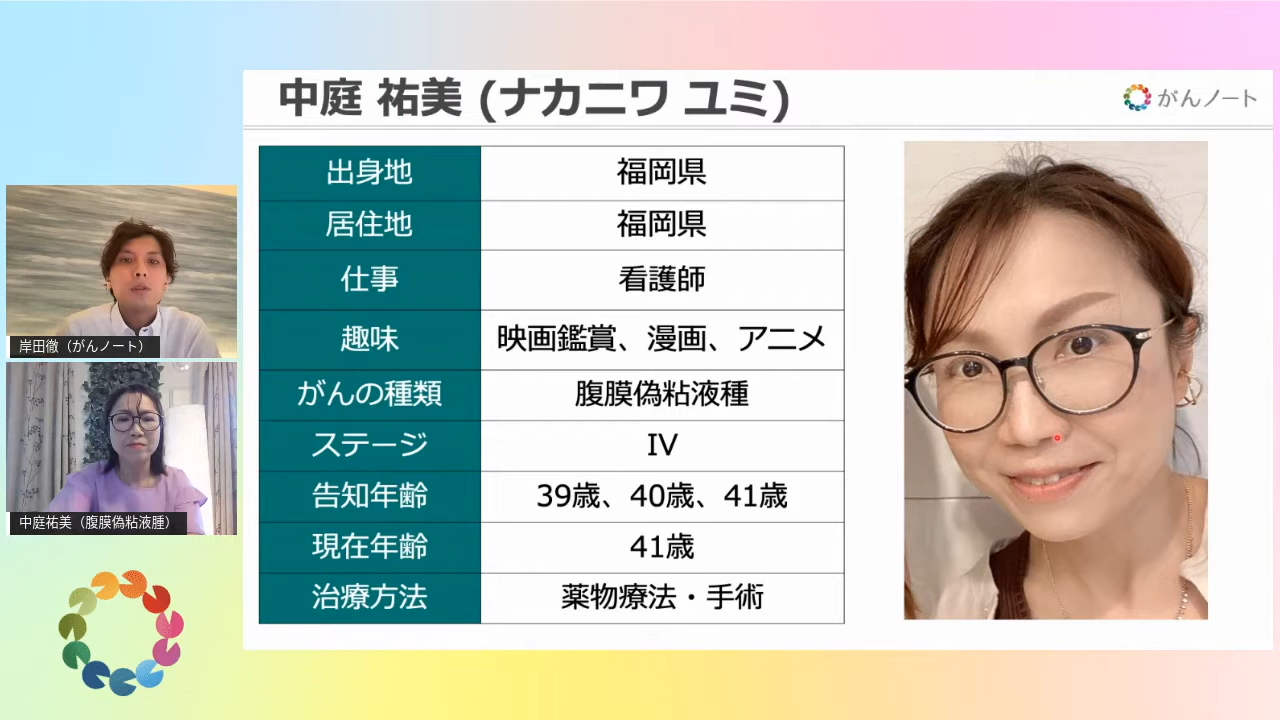 中庭 祐美 (ナカニワ ユミ)
がんノート
出身地 福岡県
居住地 福岡県
仕事 看護師
趣味 映画鑑賞、漫画、アニメ
がんの種類 腹膜偽粘液種
ステージ IV
告知年齢 39歳、40歳、41歳
現在年齢 41歳
治療方法 薬物療法・手術
岸田徹（がんノート）
中庭祐美（腹膜偽粘液腫）